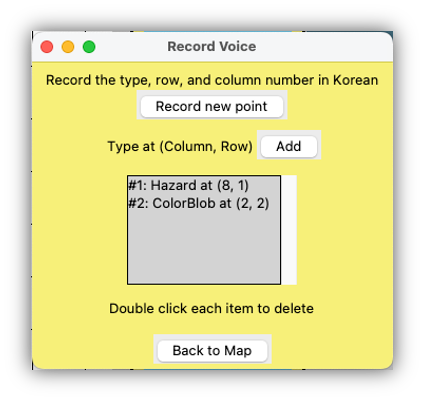 Record Voice
Record the type, row, and column number in Korean
Record new point
Type at (Column, Row) Add
#1: Hazard at (8, 1)
#2: ColorBlob at (2, 2)
Double click each item to delete
Back to Map